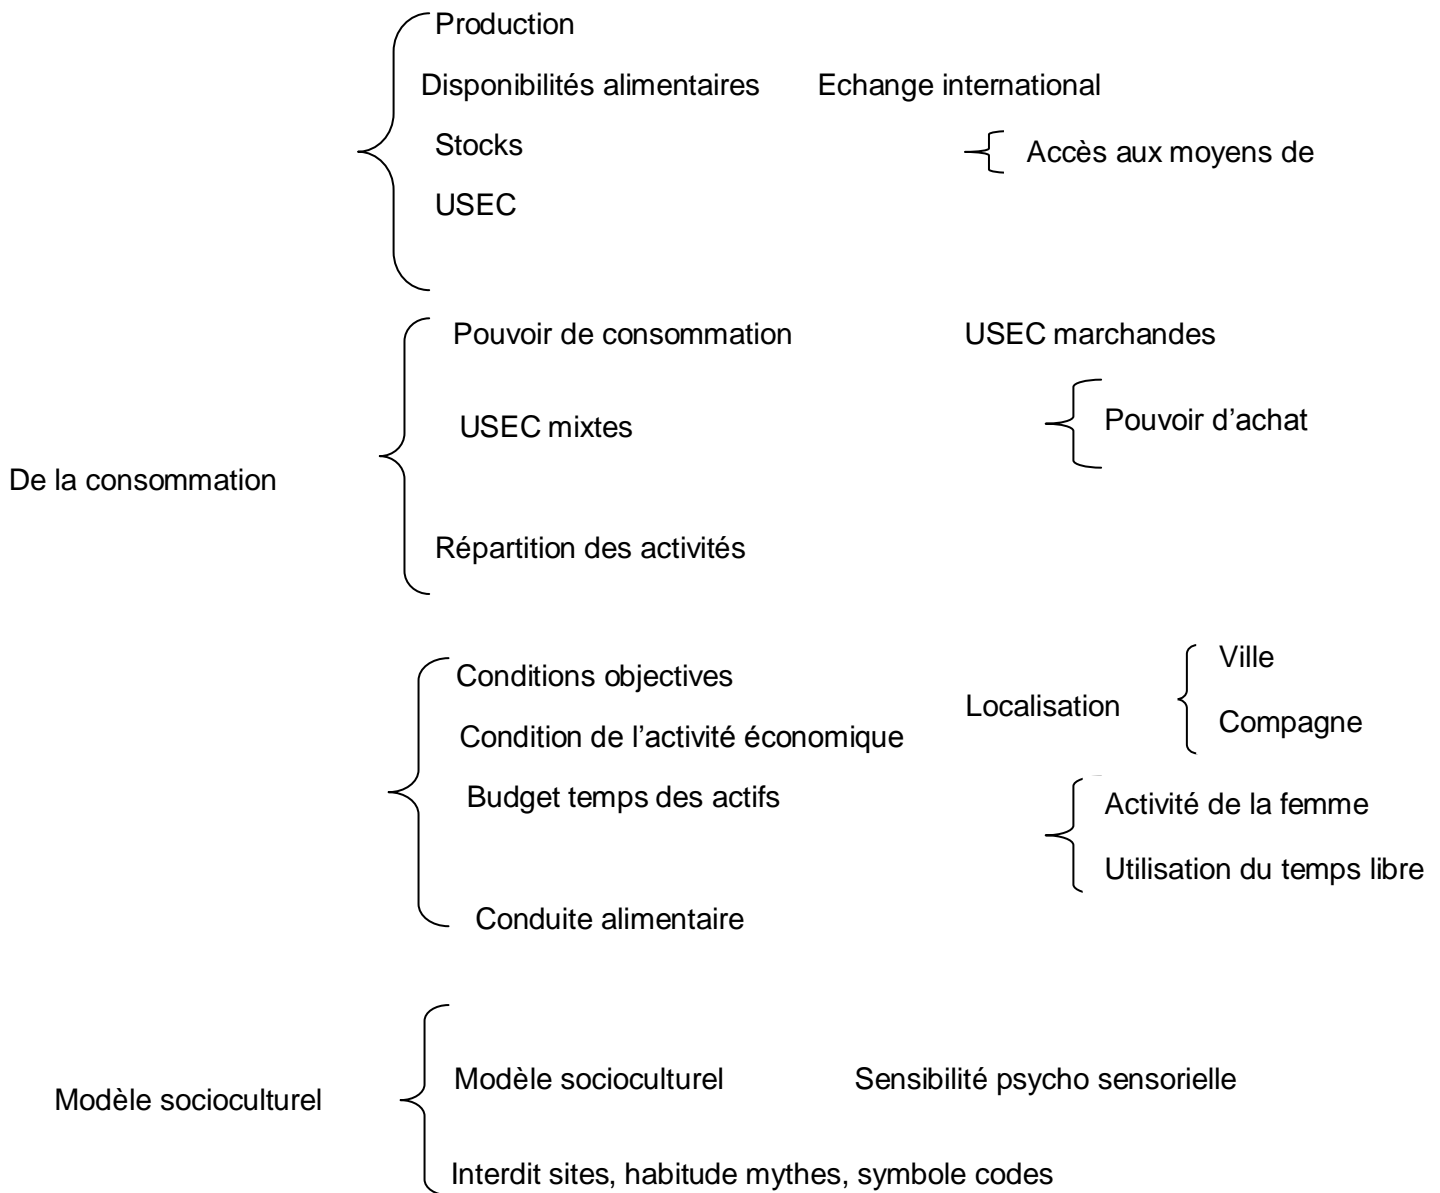 Production
Disponibilités alimentaires Echange international
Stocks Accès aux moyens de
USEC
Pouvoir de consommation USEC marchandes
USEC mixtes Pouvoir d’achat
De la consommation
Répartition des activités
Conditions objectives Ville
Localisation
Condition de l’activité économique Compagne
Budget temps des actifs Activité de la femme
Utilisation du temps libre
Conduite alimentaire
Modèle socioculturel Sensibilité psycho sensorielle
Modèle socioculturel
Interdit sites, habitude mythes, symbole codes